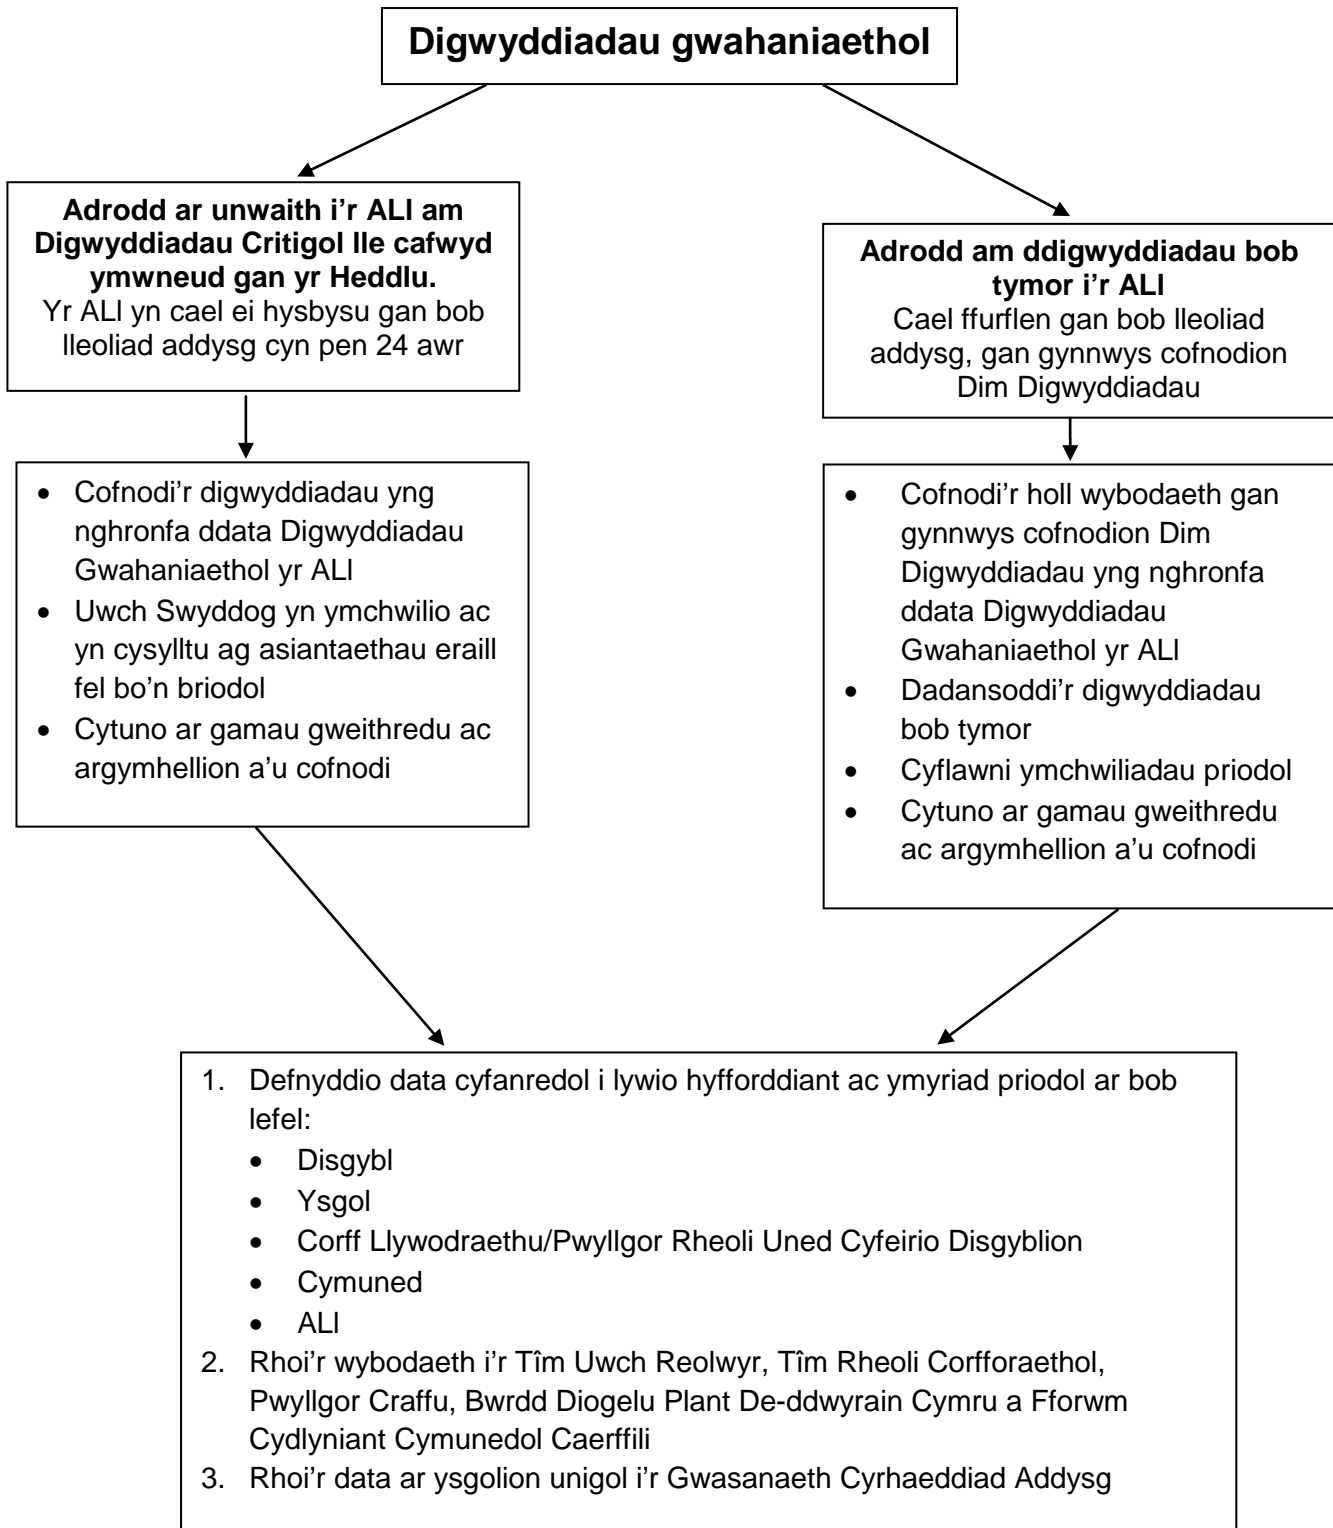 Digwyddiadau gwahaniaethol
Adrodd ar unwaith i'r ALl am
Digwyddiadau Critigol lle cafwyd
ymwneud gan yr Heddlu.
Yr ALl yn cael ei hysbysu gan bob
lleoliad addysg cyn pen 24 awr
Adrodd am ddigwyddiadau bob
tymor i'r ALl
Cael ffurflen gan bob lleoliad
addysg, gan gynnwys cofnodion
Dim Digwyddiadau
• Cofnodi'r digwyddiadau yng
nghronfa ddata Digwyddiadau
Gwahaniaethol yr ALl
• Uwch Swyddog yn ymchwilio ac
yn cysylltu ag asiantaethau eraill
fel bo'n briodol
• Cytuno ar gamau gweithredu ac
argymhellion a'u cofnodi
• Cofnodi'r holl wybodaeth gan
gynnwys cofnodion Dim
Digwyddiadau yng nghronfa
ddata Digwyddiadau
Gwahaniaethol yr ALl
• Dadansoddi'r digwyddiadau
bob tymor
• Cyflawni ymchwiliadau priodol
• Cytuno ar gamau gweithredu
ac argymhellion a'u cofnodi
1. Defnyddio data cyfanredol i lywio hyfforddiant ac ymyriad priodol ar bob
lefel:
• Disgybl
• Ysgol
• Corff Llywodraethu/Pwyllgor Rheoli Uned Cyfeirio Disgyblion
• Cymuned
• ALl
2. Rhoi'r wybodaeth i'r Tîm Uwch Reolwyr, Tîm Rheoli Corfforaethol,
Pwyllgor Craffu, Bwrdd Diogelu Plant De-ddwyrain Cymru a Fforwm
Cydlyniant Cymunedol Caerffili
3. Rhoi'r data ar ysgolion unigol i'r Gwasanaeth Cyrhaeddiad Addysg